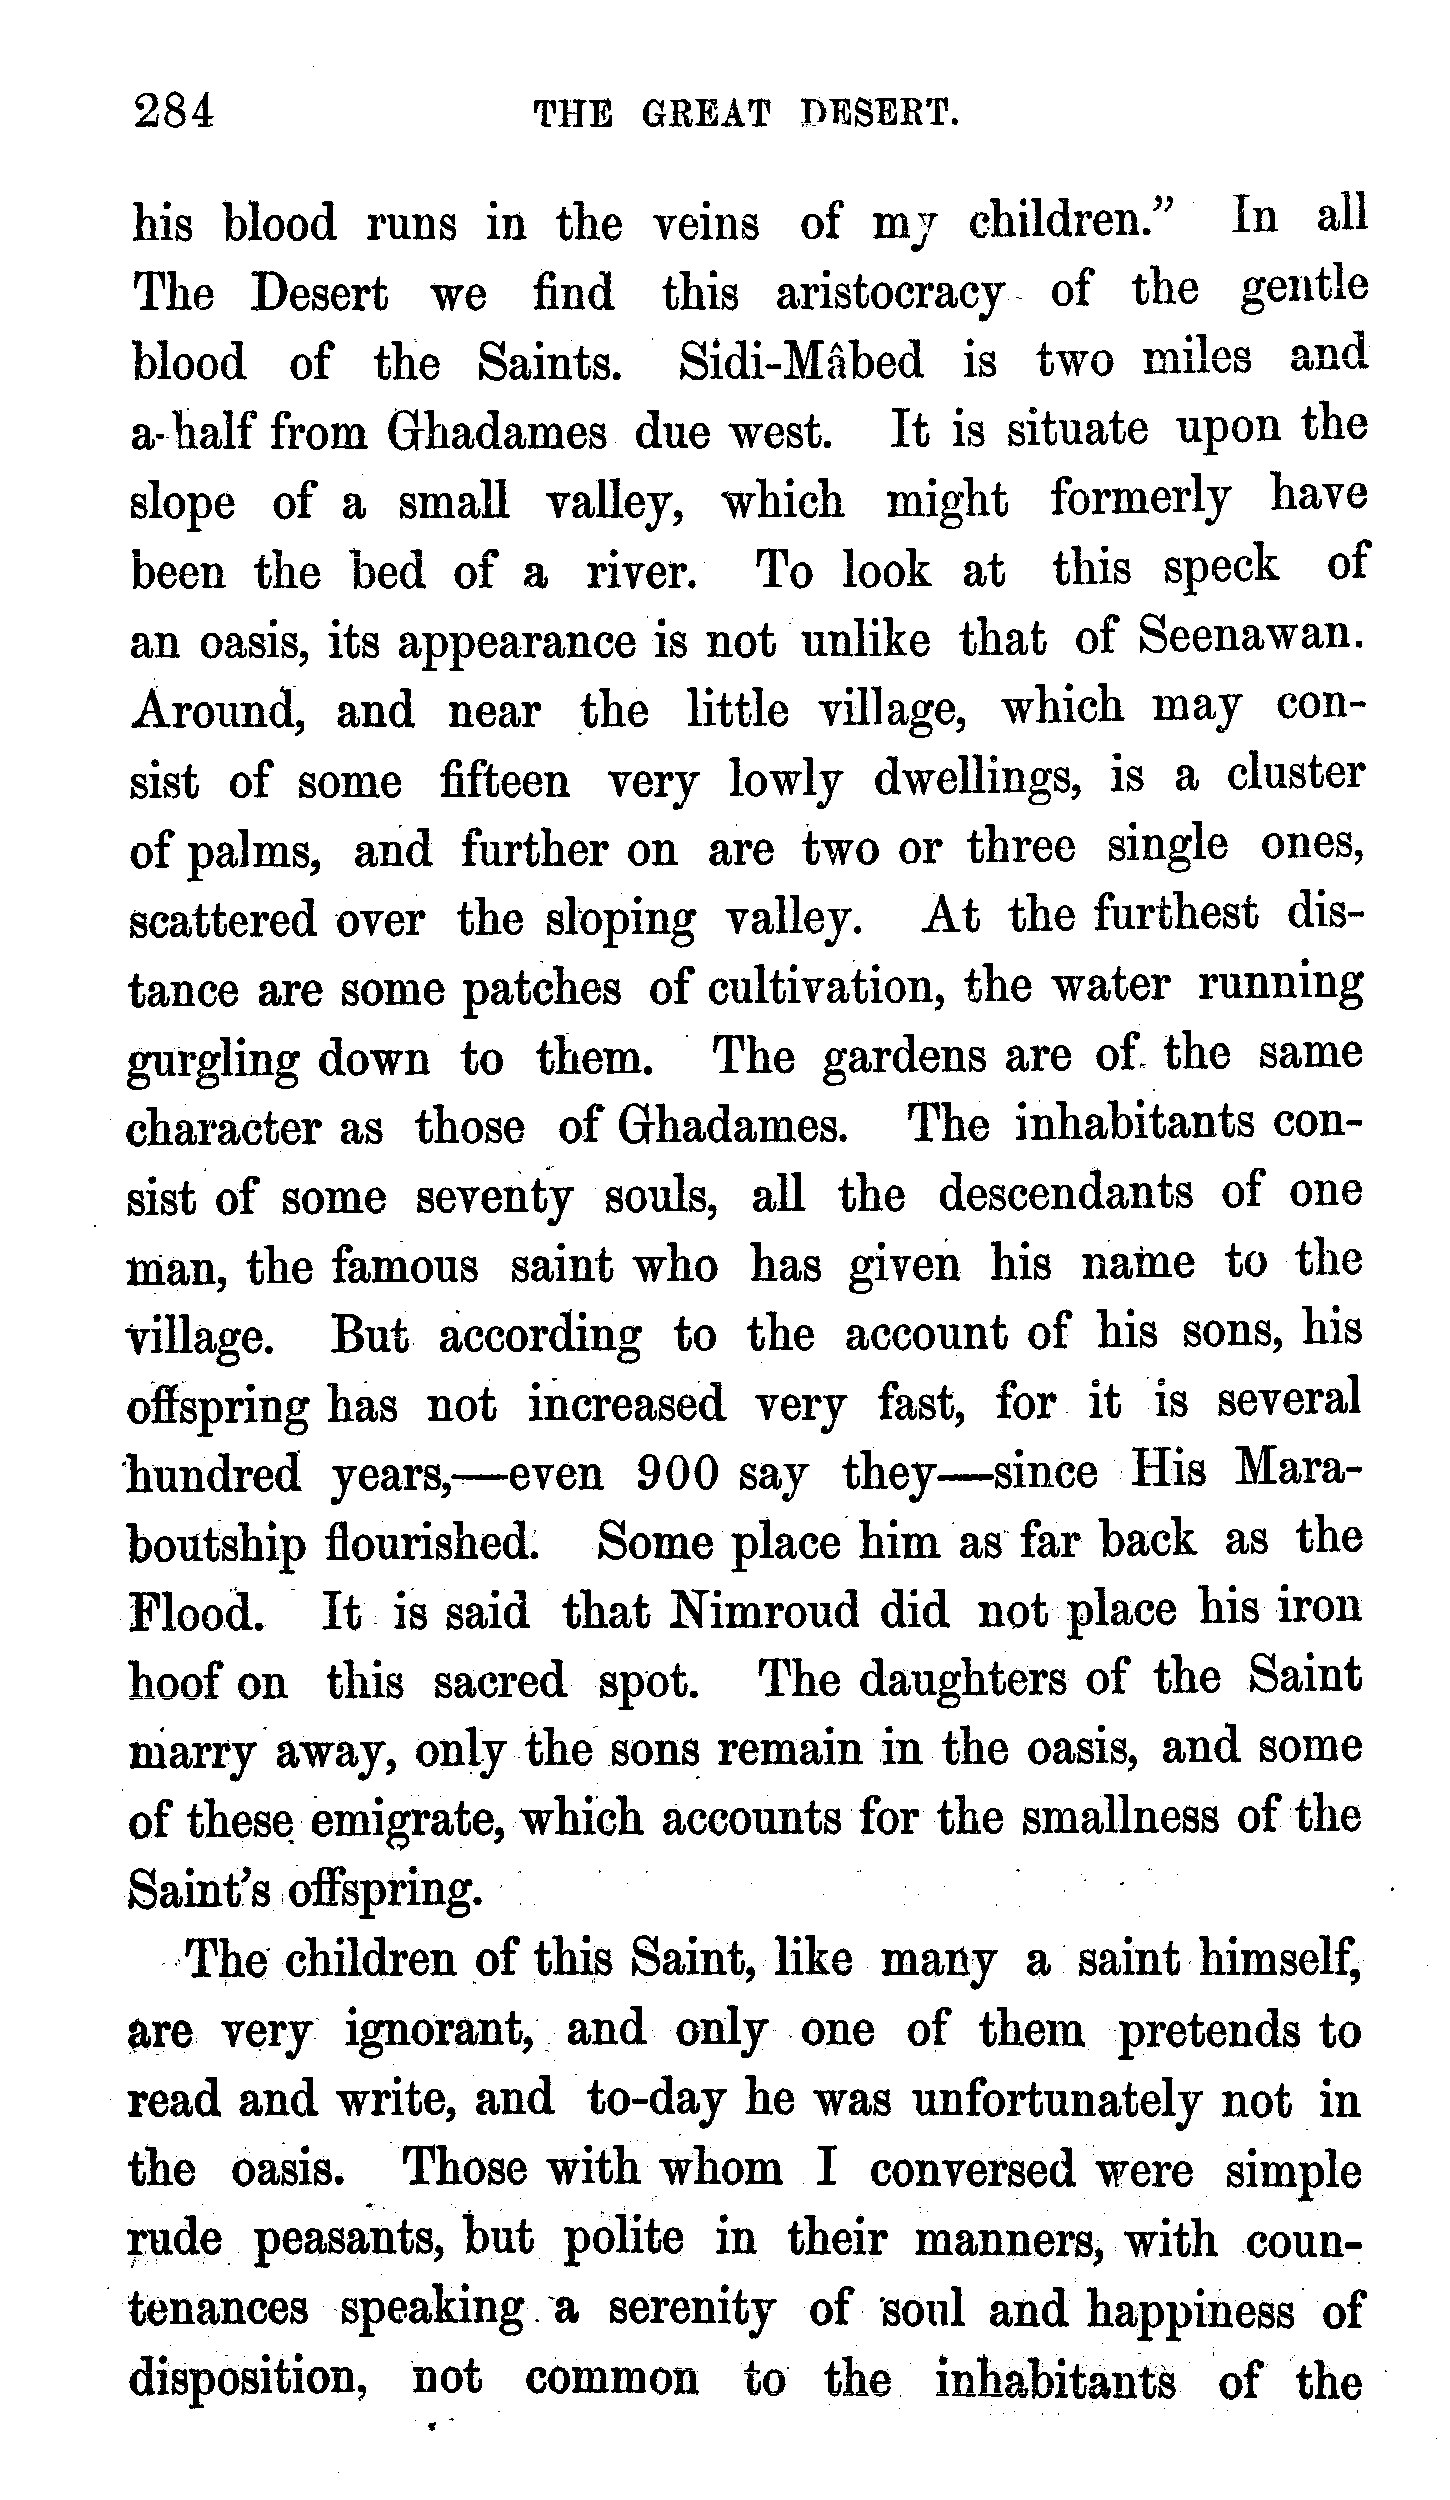 284 THE GREAT DESERT.
his blood runs in the veins of my children.” In all
The Desert we find this aristocracy of the gentle
blood of the Saints. Sidi-Mâbed is two miles and
a-half from Ghadames due west. It is situate upon the
slope of a small valley, which might formerly have
been the bed of a river. To look at this speck of
an oasis, its appearance is not unlike that of Seenawan.
Around, and near the little village, which may con-
sist of some fifteen very lowly dwellings, is a cluster
of palms, and further on are two or three single ones,
scattered over the sloping valley. At the furthest dis-
tance are some patches of cultivation, the water running
gurgling down to them. The gardens are of the same
character as those of Ghadames. The inhabitants con-
sist of some seventy souls, all the descendants of one
man, the famous saint who has given his name to the
village. But according to the account of his sons, his
offspring has not increased very fast, for it is several
hundred years,—even 900 say they—since His Mara-
boutship flourished. Some place him as far back as the
Flood. It is said that Nimroud did not place his iron
hoof on this sacred spot. The daughters of the Saint
marry away, only the sons remain in the oasis, and some
of these emigrate, which accounts for the smallness of the
Saint’s offspring.
The children of this Saint, like many a saint himself,
are very ignorant, and only one of them pretends to
read and write, and to-day he was unfortunately not in
the oasis. Those with whom I conversed were simple
rude peasants, but polite in their manners, with coun-
tenances speaking a serenity of soul and happiness of
disposition, not common to the inhabitants of the